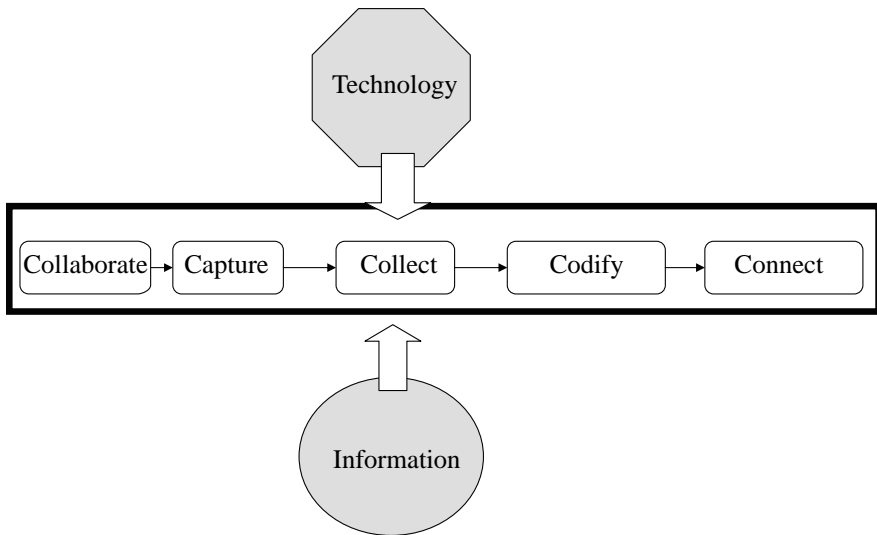 Technology
Collaborate
Capture
Collect
Codify
Connect
Information